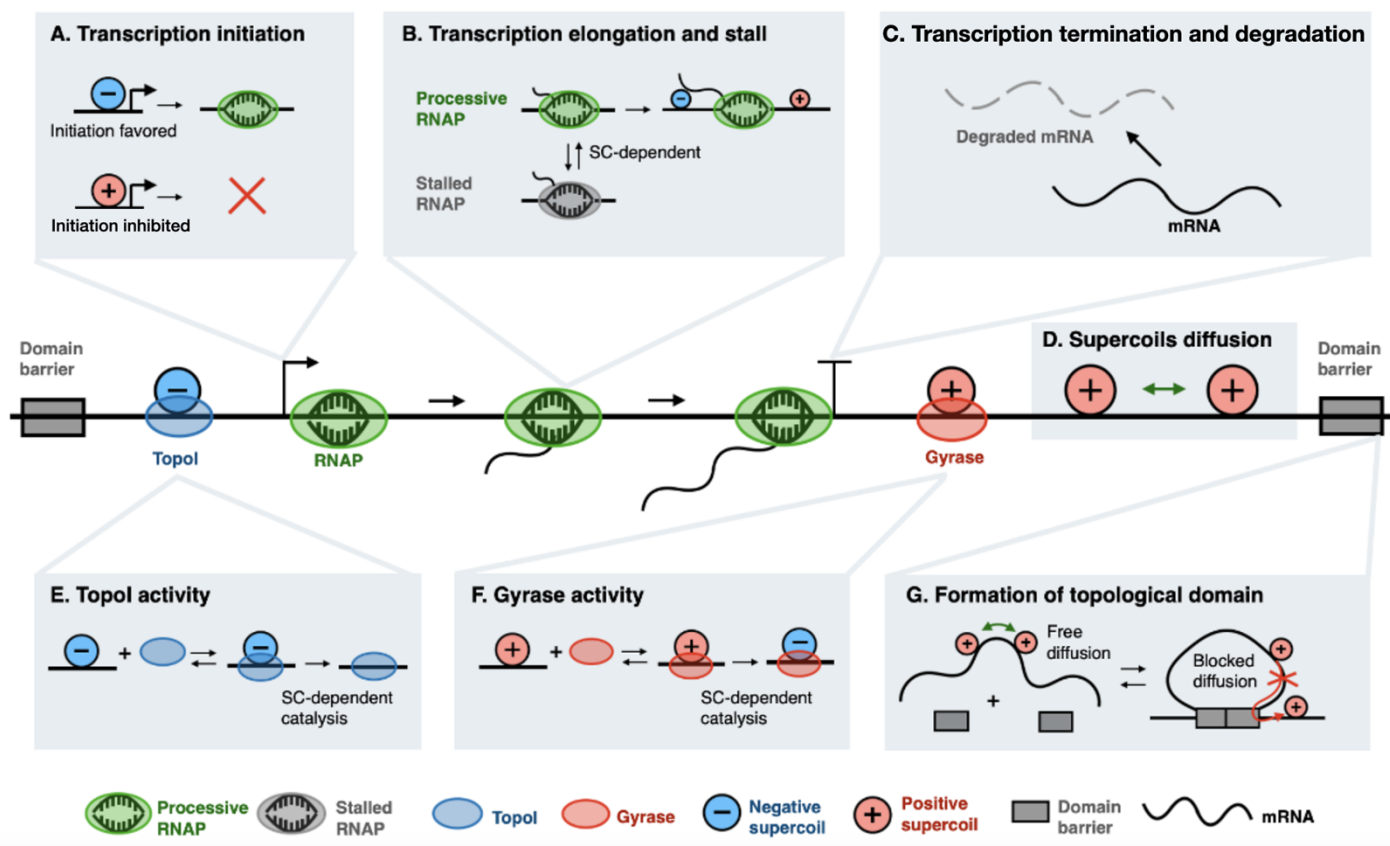 A. Transcription initiation
−
Initiation favored
+
Initiation inhibited
B. Transcription elongation and stall
Processive
RNAP
−
+
SC-dependent
Stalled
RNAP
C. Transcription termination and degradation
Degraded mRNA
mRNA
Domain
barrier
−
TopoI
RNAP
+
Gyrase
D. Supercoils diffusion
+
+
Domain
barrier
E. TopoI activity
− + −
SC-dependent
catalysis
F. Gyrase activity
+ + + −
SC-dependent
catalysis
G. Formation of topological domain
+ +
Free
diffusion
+
Blocked
diffusion
+
+
Processive
RNAP
Stalled
RNAP
TopoI
Gyrase
−
Negative
supercoil
+
Positive
supercoil
Domain
barrier
mRNA